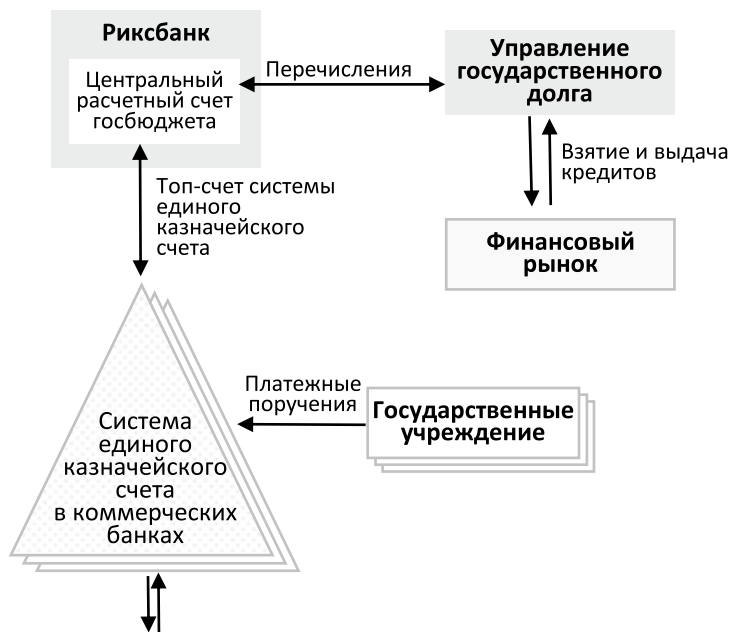 Риксбанк
Центральный
расчетный счет
госбюджета
Перечисления
Управление
государственного
долга
Взятие и выдача
кредитов
Топ-счет системы
единого
казначейского
счета
Финансовый
рынок
Платежные
поручения
Государственные
учреждение
Система
единого
казначейского
счета
в коммерческих
банках